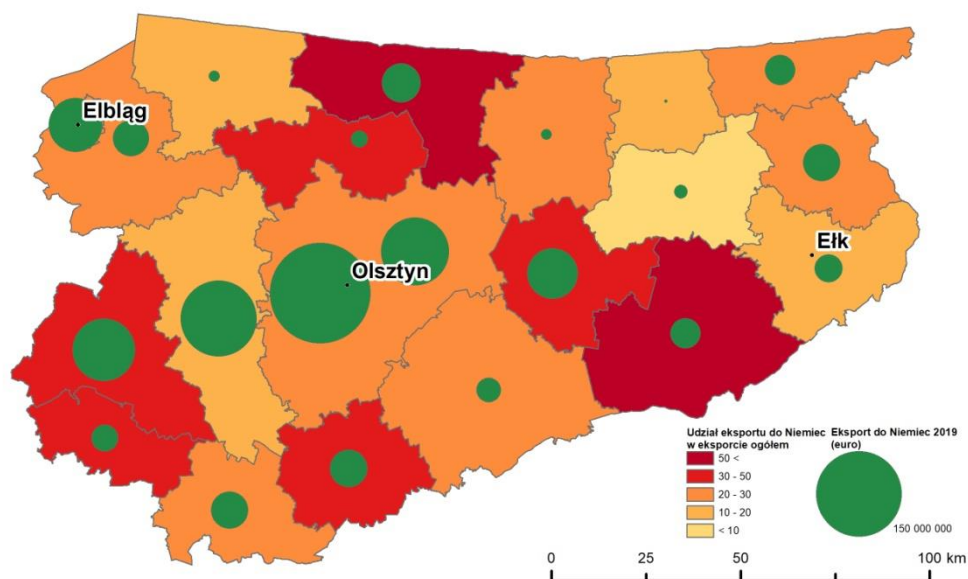 Elbląg
Olsztyn
Ełk
Udział eksportu do Niemiec
w eksporcie ogółem
50 <
30 - 50
20 - 30
10 - 20
< 10
Eksport do Niemiec 2019
(euro)
150 000 000
0 25 50 100 km